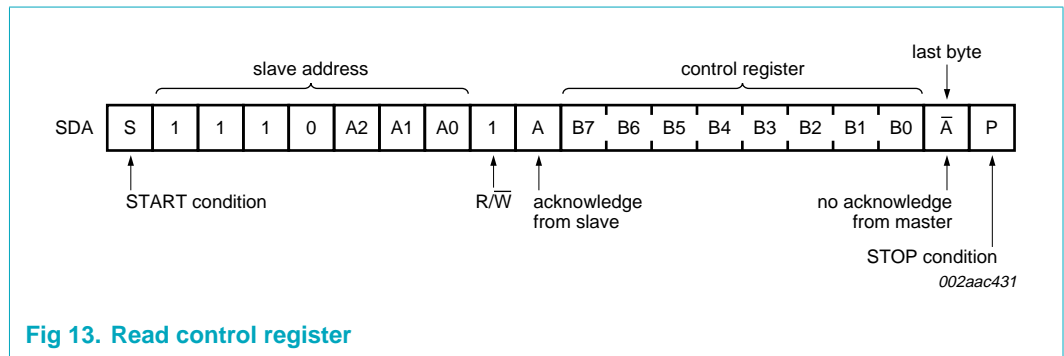 last byte
slave address
control register
SDA S 1 1 1 0 A2 A1 A0 1 A B7 B6 B5 B4 B3 B2 B1 B0 A̅ P
START condition
R/W̅
acknowledge
from slave
no acknowledge
from master
STOP condition
002aac431
Fig 13. Read control register